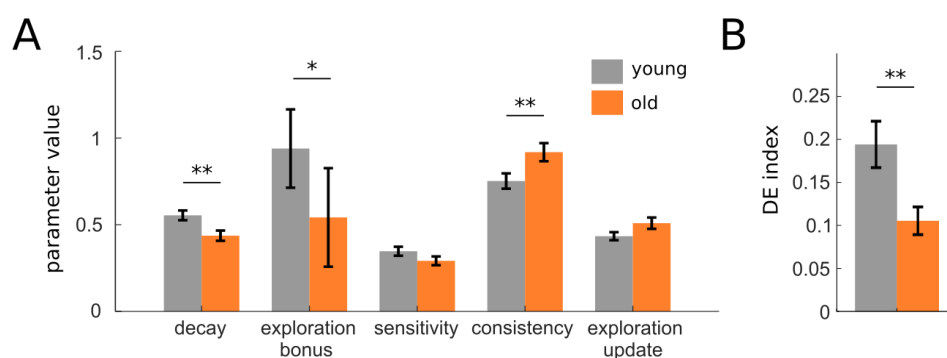 A
parameter value
1.5
1
0.5
0
**
*
**
young
old
decay
exploration
bonus
sensitivity
consistency
exploration
update
B
DE index
0.25
0.2
0.15
0.1
0.05
0
**